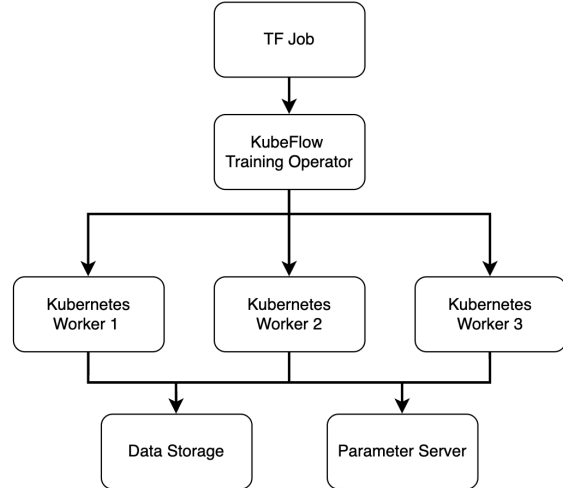 TF Job
KubeFlow
Training Operator
Kubernetes
Worker 1
Kubernetes
Worker 2
Kubernetes
Worker 3
Data Storage
Parameter Server